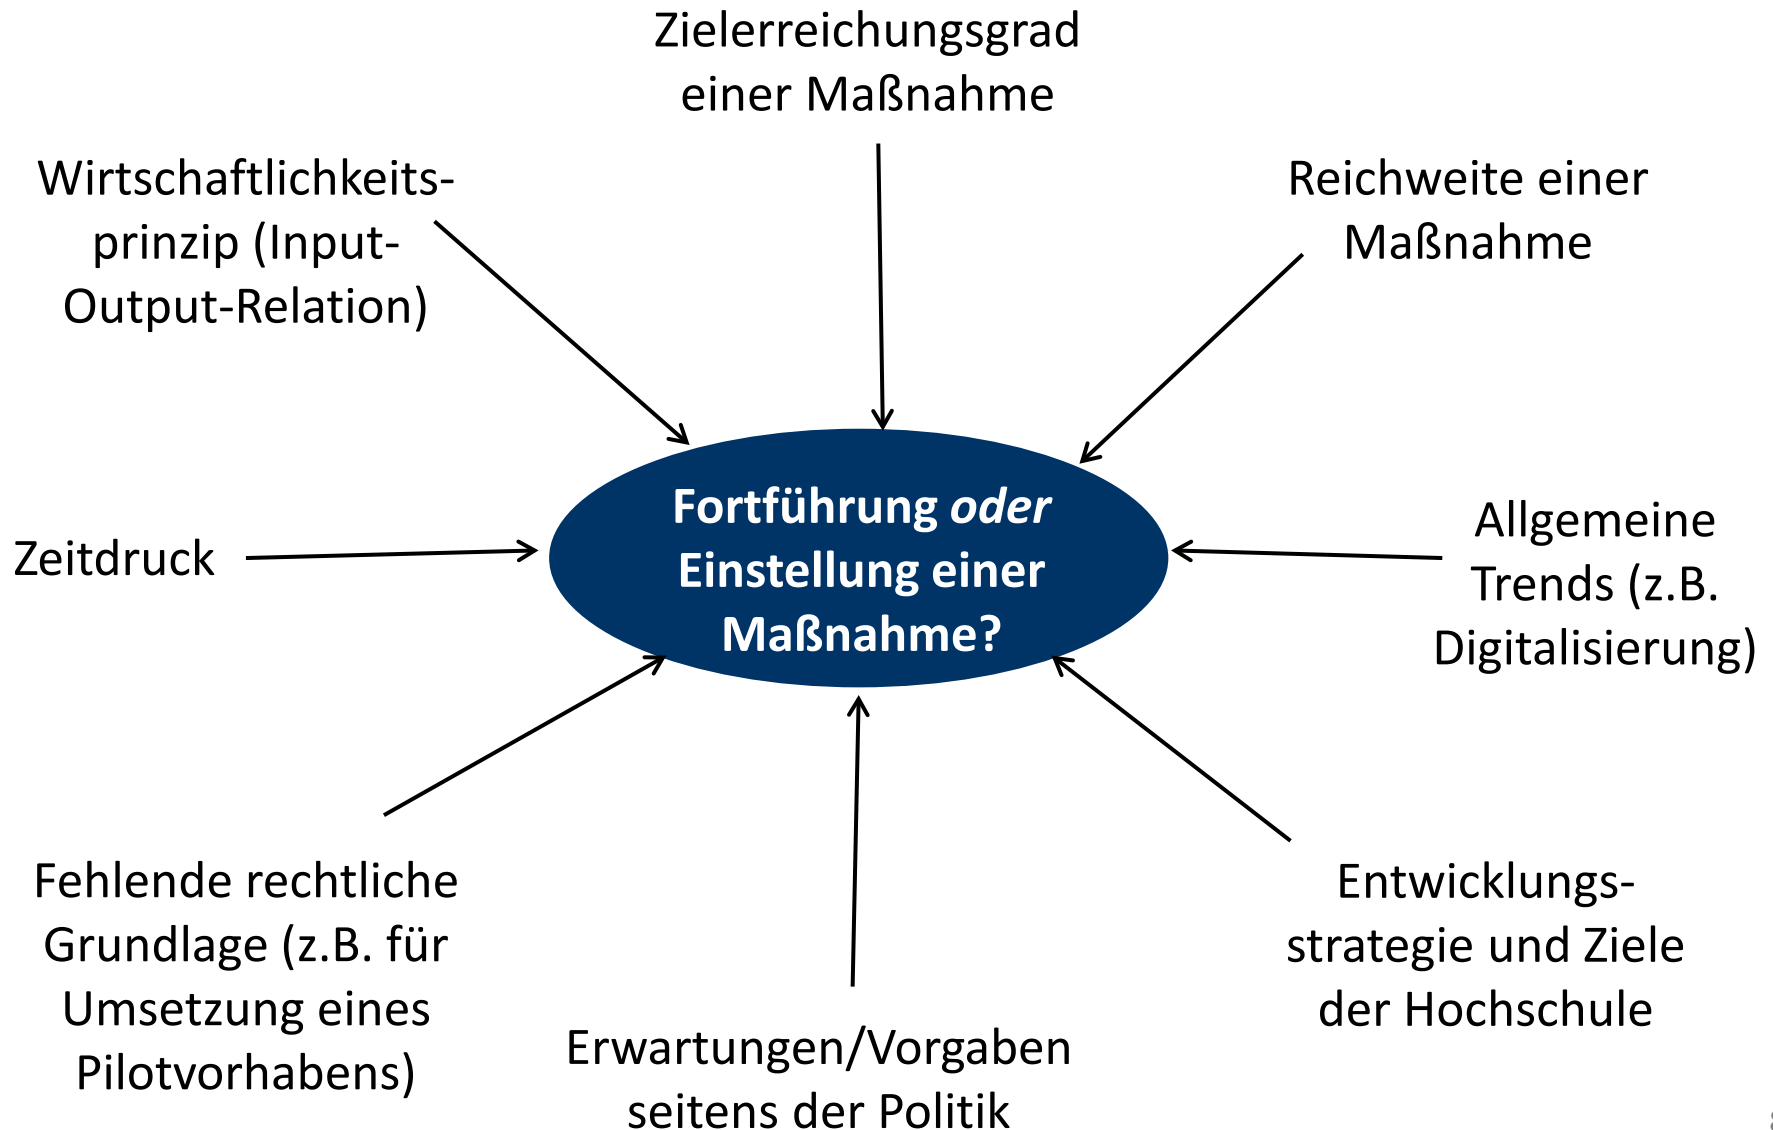 Zielerreichungsgrad
einer Maßnahme
Wirtschaftlichkeits-
prinzip (Input-
Output-Relation)
Reichweite einer
Maßnahme
Fortführung oder
Einstellung einer
Maßnahme?
Zeitdruck
Allgemeine
Trends (z.B.
Digitalisierung)
Fehlende rechtliche
Grundlage (z.B. für
Umsetzung eines
Pilotvorhabens)
Erwartungen/Vorgaben
seitens der Politik
Entwicklungs-
strategie und Ziele
der Hochschule